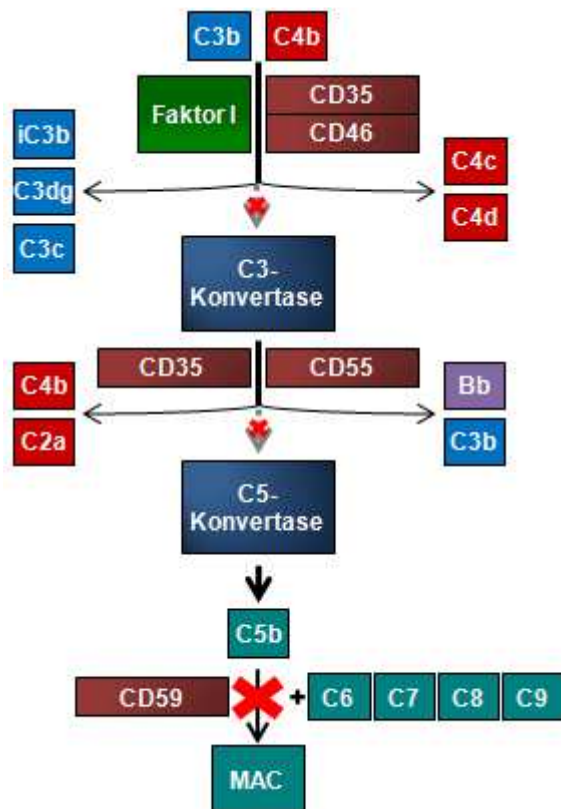 C3b C4b
Faktor I
CD35
CD46
iC3b
C3dg
C3c
C4c
C4d
C3-
Konvertase
CD35 CD55
C4b
C2a
Bb
C3b
C5-
Konvertase
C5b
CD59
+ C6 C7 C8 C9
MAC